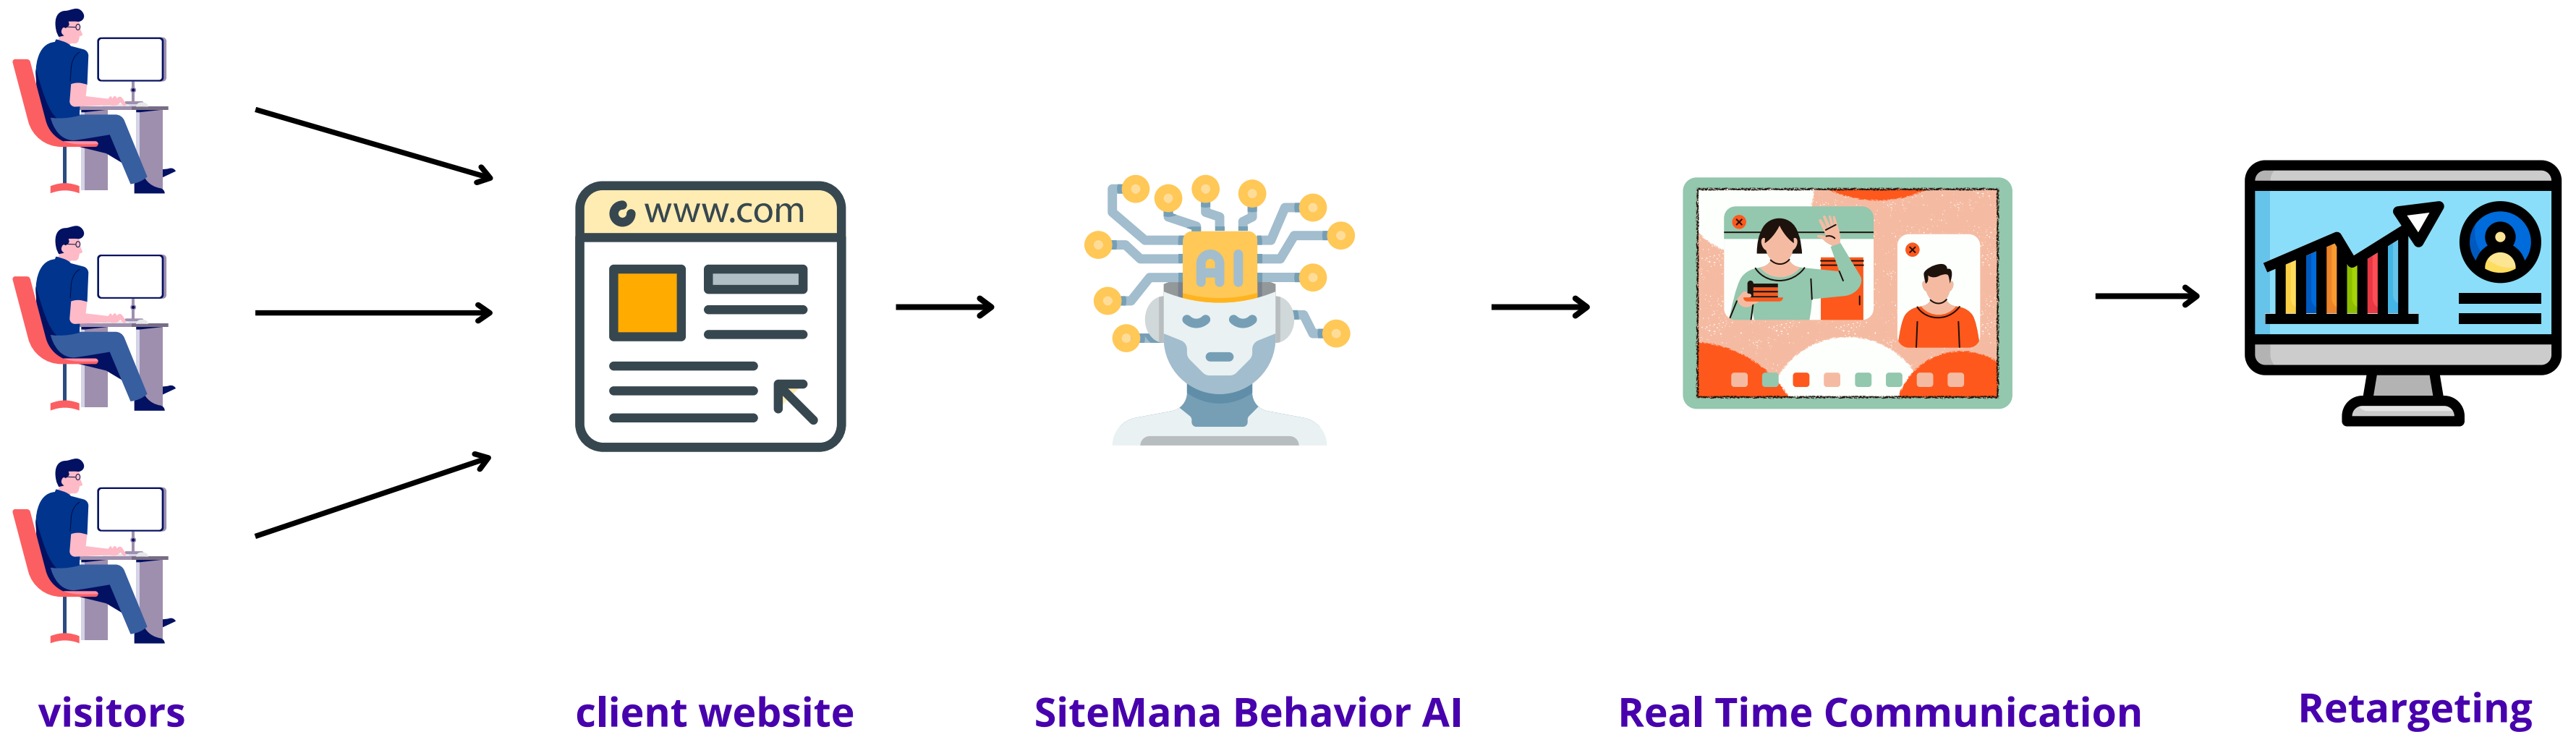 www.com
AI
visitors
client website
SiteMana Behavior AI
Real Time Communication
Retargeting